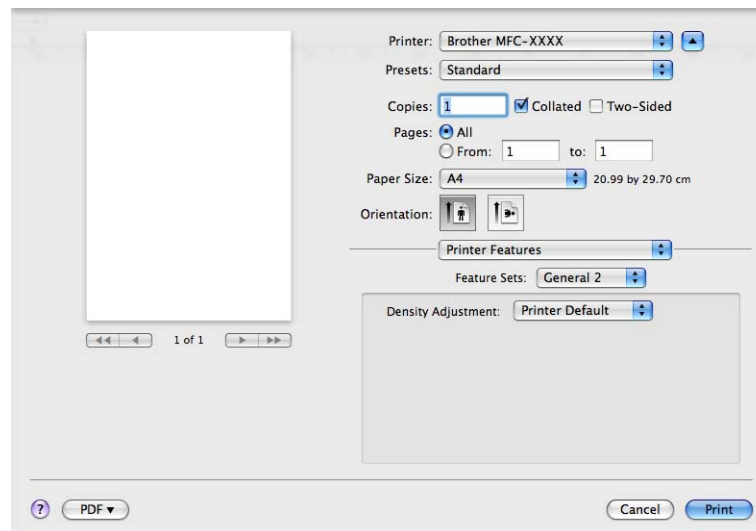 Printer: Brother MFC-XXXX
Presets: Standard
Copies: 1 Collated Two-Sided
Pages: All
From: 1 to: 1
Paper Size: A4 20.99 by 29.70 cm
Orientation:
Printer Features
Feature Sets: General 2
Density Adjustment: Printer Default
1 of 1
? PDF Cancel Print